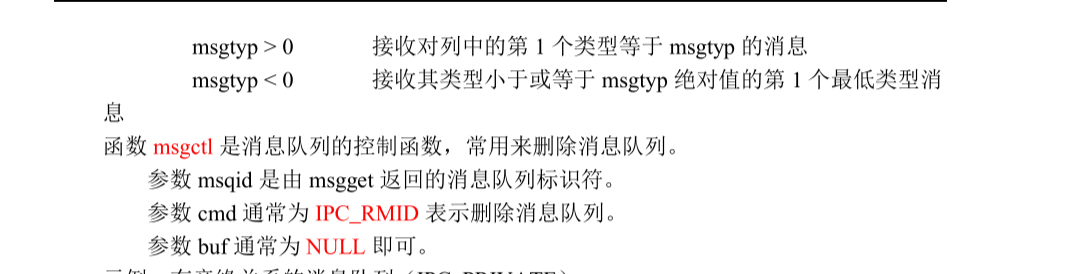 msgtyp > 0 接收对列中的第 1 个类型等于 msgtyp 的消息
msgtyp < 0 接收其类型小于或等于 msgtyp 绝对值的第 1 个最低类型消
息
函数 msgctl 是消息队列的控制函数，常用来删除消息队列。
参数 msqid 是由 msgget 返回的消息队列标识符。
参数 cmd 通常为 IPC_RMID 表示删除消息队列。
参数 buf 通常为 NULL 即可。